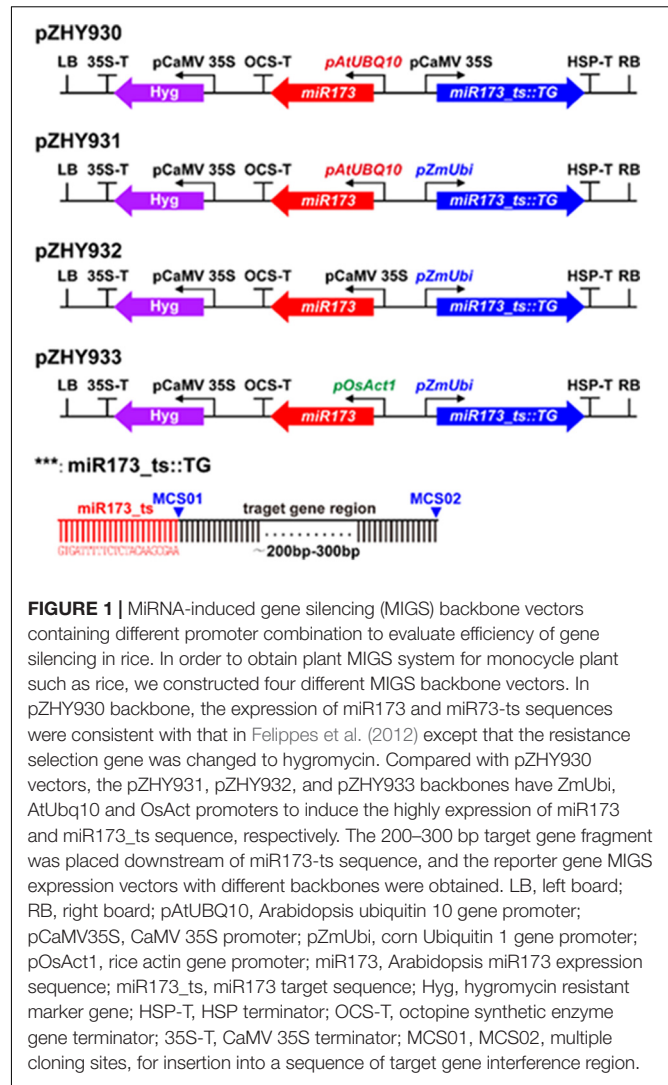 pZHY930
LB 35S-T pCaMV 35S OCS-T pAtUBQ10 pCaMV 35S HSP-T RB
Hyg miR173 miR173_ts::TG
pZHY931
LB 35S-T pCaMV 35S OCS-T pAtUBQ10 pZmUbi HSP-T RB
Hyg miR173 miR173_ts::TG
pZHY932
LB 35S-T pCaMV 35S OCS-T pCaMV 35S pZmUbi HSP-T RB
Hyg miR173 miR173_ts::TG
pZHY933
LB 35S-T pCaMV 35S OCS-T pOsAct1 pZmUbi HSP-T RB
Hyg miR173 miR173_ts::TG
***: miR173_ts::TG
miR173_ts MCS01 traget gene region MCS02
GTGATTTTTCTCTACAAGCGAA ~200bp-300bp
FIGURE 1 | MiRNA-induced gene silencing (MIGS) backbone vectors
containing different promoter combination to evaluate efficiency of gene
silencing in rice. In order to obtain plant MIGS system for monocycle plant
such as rice, we constructed four different MIGS backbone vectors. In
pZHY930 backbone, the expression of miR173 and miR73-ts sequences
were consistent with that in Felippes et al. (2012) except that the resistance
selection gene was changed to hygromycin. Compared with pZHY930
vectors, the pZHY931, pZHY932, and pZHY933 backbones have ZmUbi,
AtUbq10 and OsAct promoters to induce the highly expression of miR173
and miR173_ts sequence, respectively. The 200–300 bp target gene fragment
was placed downstream of miR173-ts sequence, and the reporter gene MIGS
expression vectors with different backbones were obtained. LB, left board;
RB, right board; pAtUBQ10, Arabidopsis ubiquitin 10 gene promoter;
pCaMV35S, CaMV 35S promoter; pZmUbi, corn Ubiquitin 1 gene promoter;
pOsAct1, rice actin gene promoter; miR173, Arabidopsis miR173 expression
sequence; miR173_ts, miR173 target sequence; Hyg, hygromycin resistant
marker gene; HSP-T, HSP terminator; OCS-T, octopine synthetic enzyme
gene terminator; 35S-T, CaMV 35S terminator; MCS01, MCS02, multiple
cloning sites, for insertion into a sequence of target gene interference region.